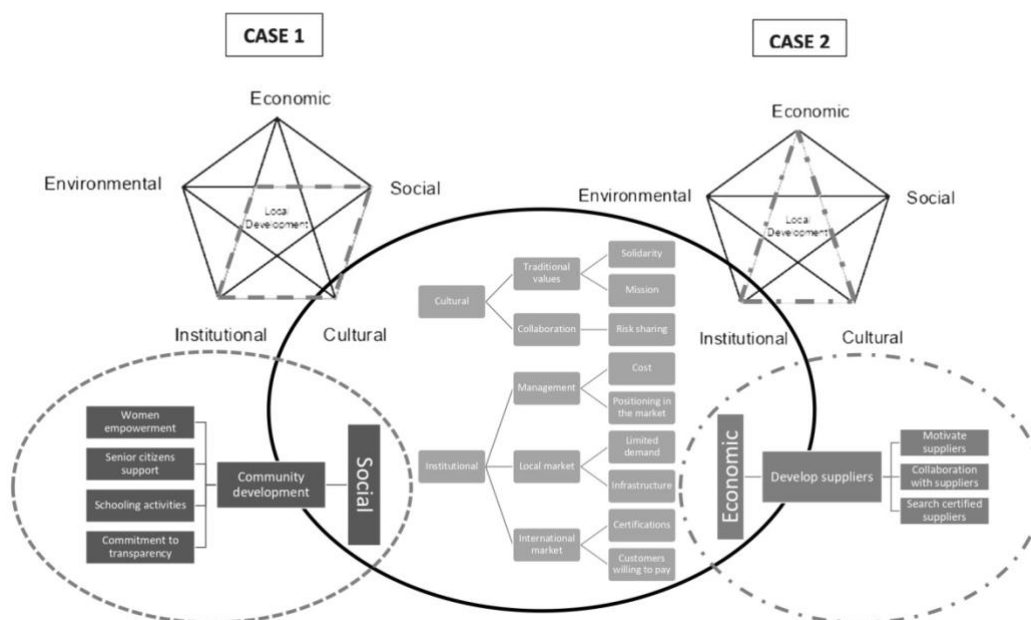 CASE 1
CASE 2
Economic
Environmental
Social
Local
Development
Institutional
Cultural
Economic
Environmental
Social
Local
Development
Institutional
Cultural
Women
empowerment
Senior citizens
support
Schooling activities
Commitment to
transparency
Community
development
Social
Cultural
Traditional
values
Solidarity
Mission
Collaboration
Risk sharing
Institutional
Management
Cost
Positioning in
the market
Local market
Limited
demand
Infrastructure
International
market
Certifications
Customers
willing to pay
Economic
Develop suppliers
Motivate
suppliers
Collaboration
with suppliers
Search certified
suppliers